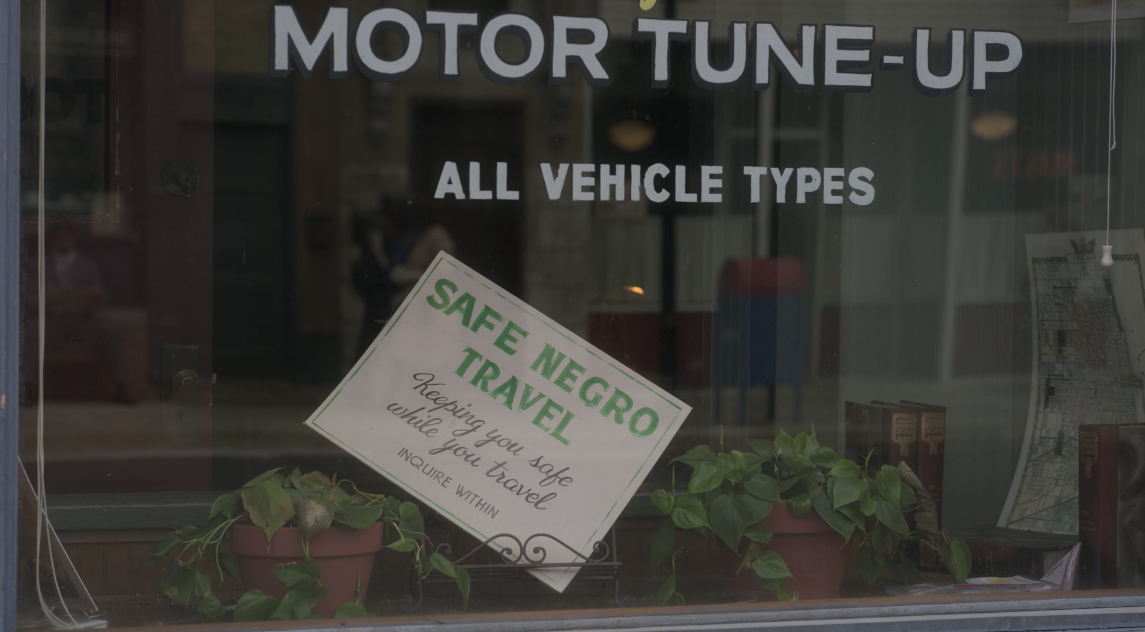 MOTOR TUNE-UP
ALL VEHICLE TYPES
SAFE NEGRO
TRAVEL
Keeping you safe
while you travel
INQUIRE WITHIN